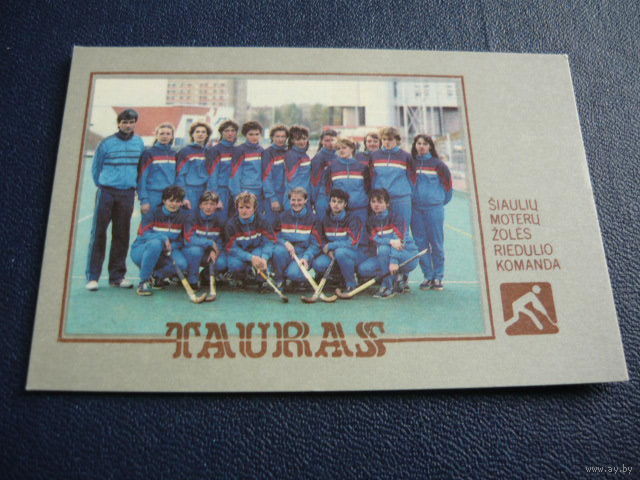 ŠIAULIŲ
MOTERŲ
ŽOLĖS
RIEDULIO
KOMANDA
TAURAS
www.ay.by